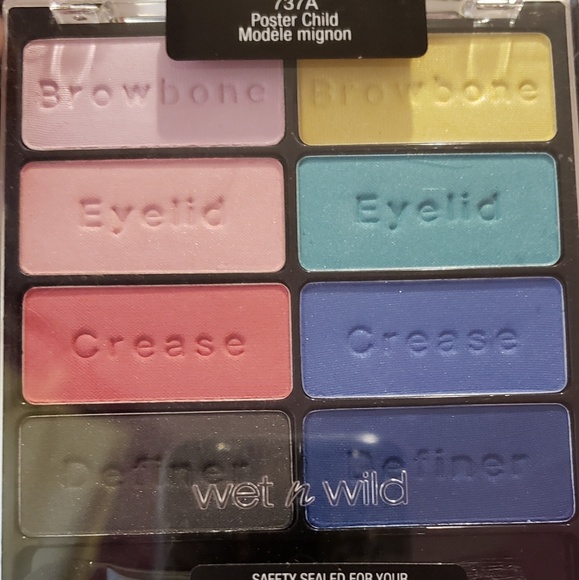 737A
Poster Child
Modèle mignon
Browbone
Browbone
Eyelid
Eyelid
Crease
Crease
Definer
Definer
wet n wild
SAFETY SEALED FOR YOUR